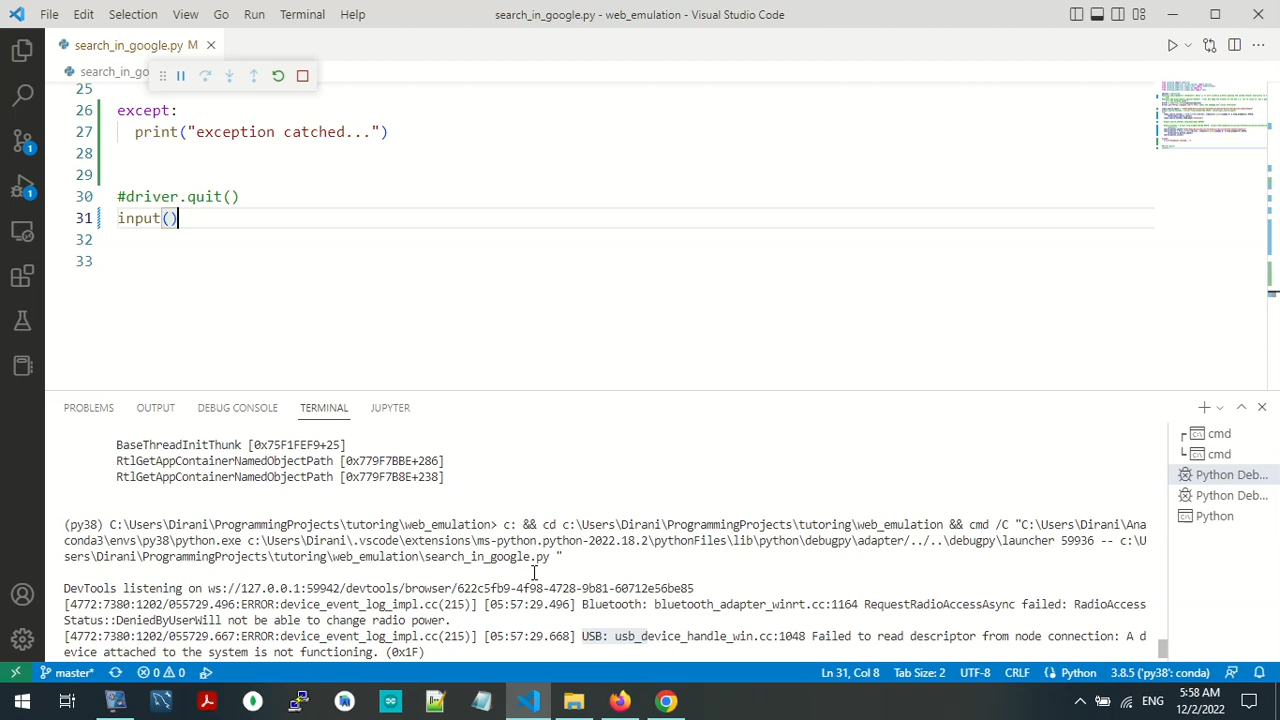 File Edit Selection View Go Run Terminal Help
search_in_google.py - web_emulation - Visual Studio Code
search_in_google.py M
search_in_go
25
26 except:
27 print("exception catched...")
28
29
30 #driver.quit()
31 input()
32
33
PROBLEMS OUTPUT DEBUG CONSOLE TERMINAL JUPYTER
BaseThreadInitThunk [0x75F1FEF9+25]
RtlGetAppContainerNamedObjectPath [0x779F7BBE+286]
RtlGetAppContainerNamedObjectPath [0x779F7B8E+238]
(py38) C:\Users\Dirani\ProgrammingProjects\tutoring\web_emulation> c: && cd c:\Users\Dirani\ProgrammingProjects\tutoring\web_emulation && cmd /C "C:\Users\Dirani\Ana
conda3\envs\py38\python.exe c:\Users\Dirani\.vscode\extensions\ms-python.python-2022.18.2\pythonFiles\lib\python\debugpy\adapter/../..\debugpy\launcher 59936 -- c:\U
sers\Dirani\ProgrammingProjects\tutoring\web_emulation\search_in_google.py "
DevTools listening on ws://127.0.0.1:59942/devtools/browser/622c5fb9-4f98-4728-9b81-60712e56be85
[4772:7380:1202/055729.496:ERROR:device_event_log_impl.cc(215)] [05:57:29.496] Bluetooth: bluetooth_adapter_winrt.cc:1164 RequestRadioAccessAsync failed: RadioAccess
Status::DeniedByUserWill not be able to change radio power.
[4772:7380:1202/055729.667:ERROR:device_event_log_impl.cc(215)] [05:57:29.668] USB: usb_device_handle_win.cc:1048 Failed to read descriptor from node connection: A d
evice attached to the system is not functioning. (0x1F)
cmd
cmd
Python Deb...
Python Deb...
Python
1
1
master* 0 0 Ln 31, Col 8 Tab Size: 2 UTF-8 CRLF Python 3.8.5 ('py38': conda)
ENG
5:58 AM
12/2/2022